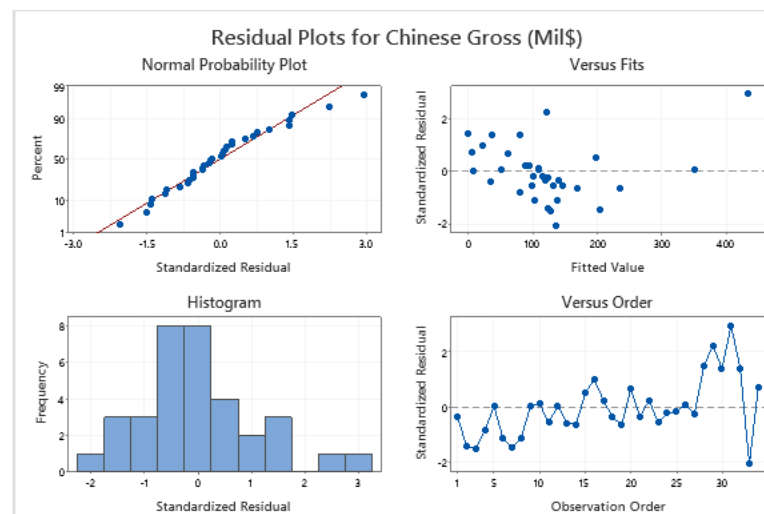 Residual Plots for Chinese Gross (Mil$)
Normal Probability Plot
Versus Fits
99
90
50
10
1
Percent
-3.0 -1.5 0.0 1.5 3.0
Standardized Residual
2
0
-2
Standardized Residual
0 100 200 300 400
Fitted Value
Histogram
Versus Order
8
6
4
2
0
Frequency
-2 -1 0 1 2 3
Standardized Residual
2
0
-2
Standardized Residual
1 5 10 15 20 25 30
Observation Order